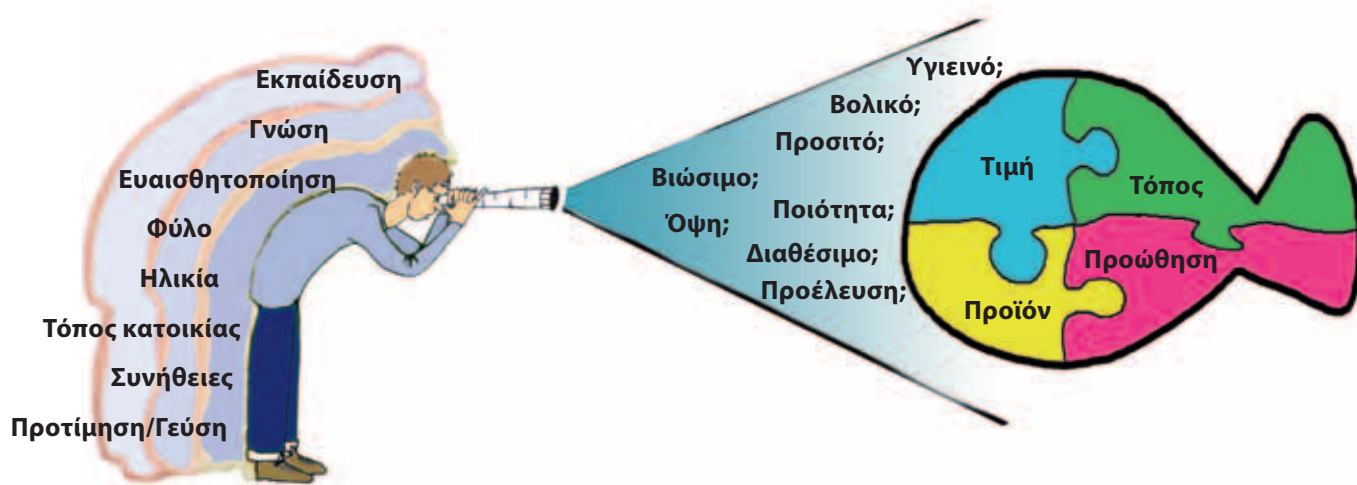 Εκπαίδευση
Γνώση
Ευαισθητοποίηση
Φύλο
Ηλικία
Τόπος κατοικίας
Συνήθειες
Προτίμηση/Γεύση
Υγιεινό;
Βολικό;
Προσιτό;
Βιώσιμο;
Ποιότητα;
Όψη;
Διαθέσιμο;
Προέλευση;
Τιμή
Τόπος
Προϊόν
Προώθηση